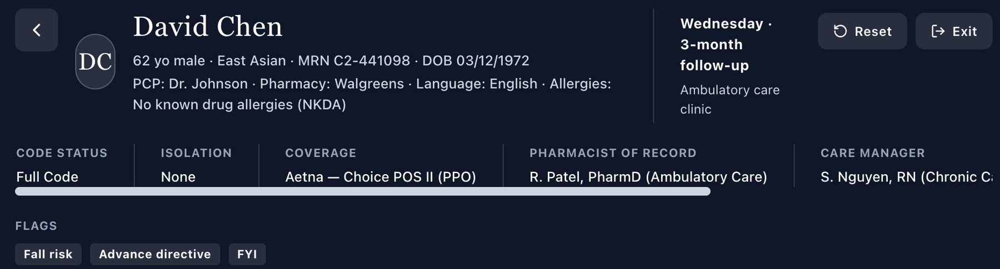 David Chen
DC
62 yo male · East Asian · MRN C2-441098 · DOB 03/12/1972
PCP: Dr. Johnson · Pharmacy: Walgreens · Language: English · Allergies:
No known drug allergies (NKDA)
Wednesday ·
3-month
follow-up
Ambulatory care
clinic
Reset
Exit
CODE STATUS
Full Code
ISOLATION
None
COVERAGE
Aetna — Choice POS II (PPO)
PHARMACIST OF RECORD
R. Patel, PharmD (Ambulatory Care)
CARE MANAGER
S. Nguyen, RN (Chronic
FLAGS
Fall risk
Advance directive
FYI